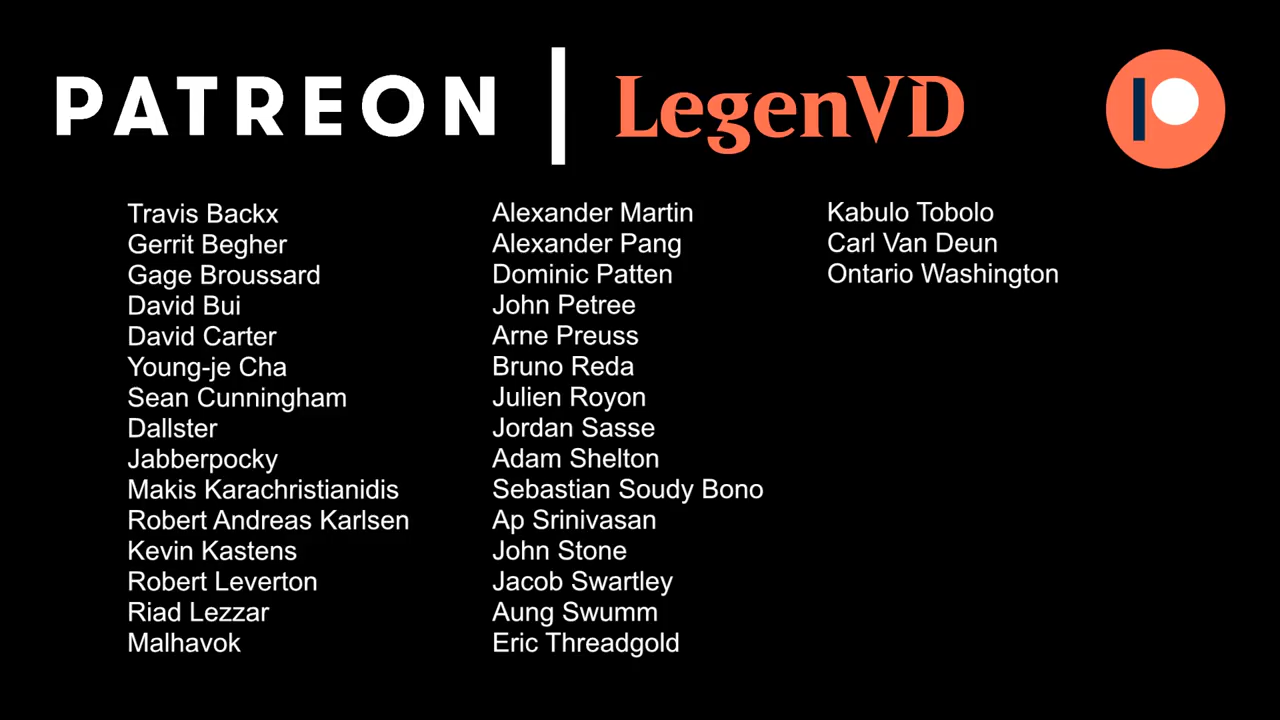 PATREON | LegenVD
Travis Backx
Gerrit Begher
Gage Broussard
David Bui
David Carter
Young-je Cha
Sean Cunningham
Dallster
Jabberpocky
Makis Karachristianidis
Robert Andreas Karlsen
Kevin Kastens
Robert Leverton
Riad Lezzar
Malhavok
Alexander Martin
Alexander Pang
Dominic Patten
John Petree
Arne Preuss
Bruno Reda
Julien Royon
Jordan Sasse
Adam Shelton
Sebastian Soudy Bono
Ap Srinivasan
John Stone
Jacob Swartley
Aung Swumm
Eric Threadgold
Kabulo Tobolo
Carl Van Deun
Ontario Washington